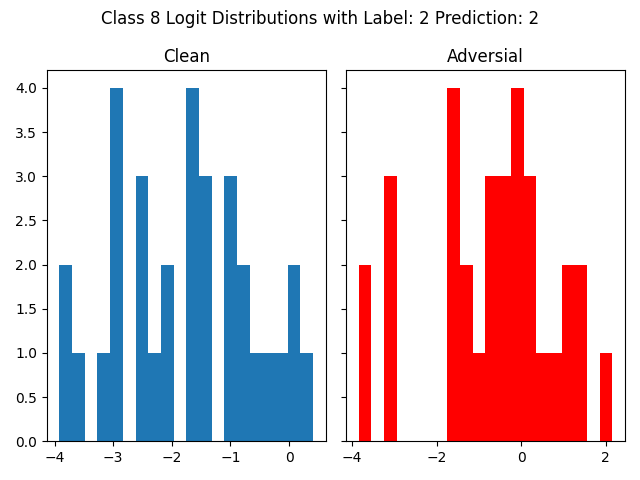 Class 8 Logit Distributions with Label: 2 Prediction: 2
Clean
Adversial
4.0
3.5
3.0
2.5
2.0
1.5
1.0
0.5
0.0
−4 −3 −2 −1 0
−4 −2 0 2